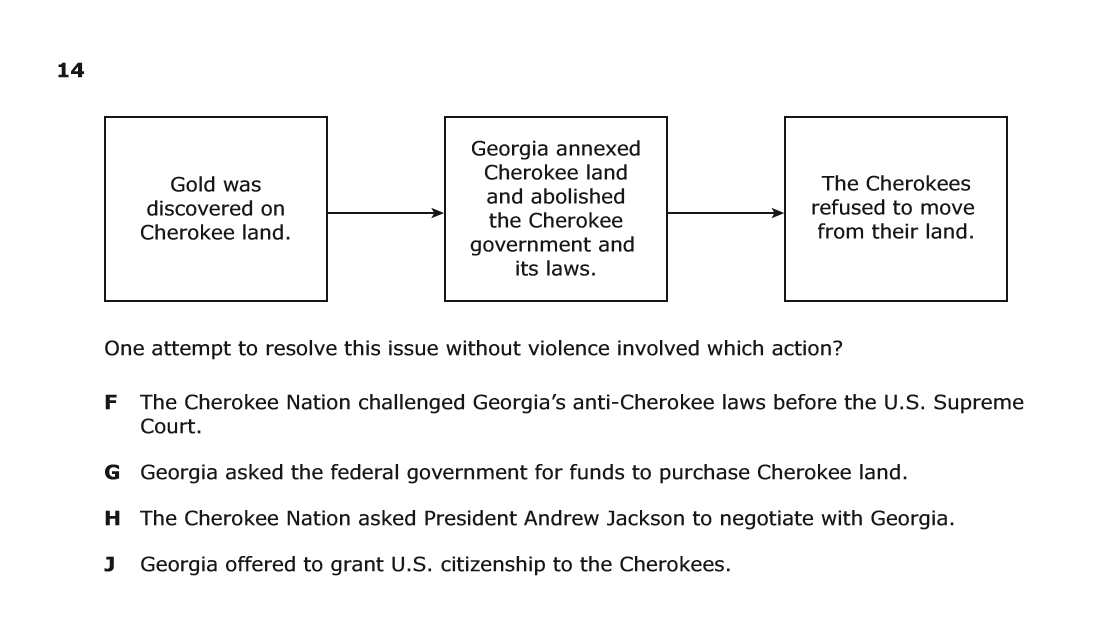 14
Gold was
discovered on
Cherokee land.
Georgia annexed
Cherokee land
and abolished
the Cherokee
government and
its laws.
The Cherokees
refused to move
from their land.
One attempt to resolve this issue without violence involved which action?
F The Cherokee Nation challenged Georgia’s anti-Cherokee laws before the U.S. Supreme
Court.
G Georgia asked the federal government for funds to purchase Cherokee land.
H The Cherokee Nation asked President Andrew Jackson to negotiate with Georgia.
J Georgia offered to grant U.S. citizenship to the Cherokees.